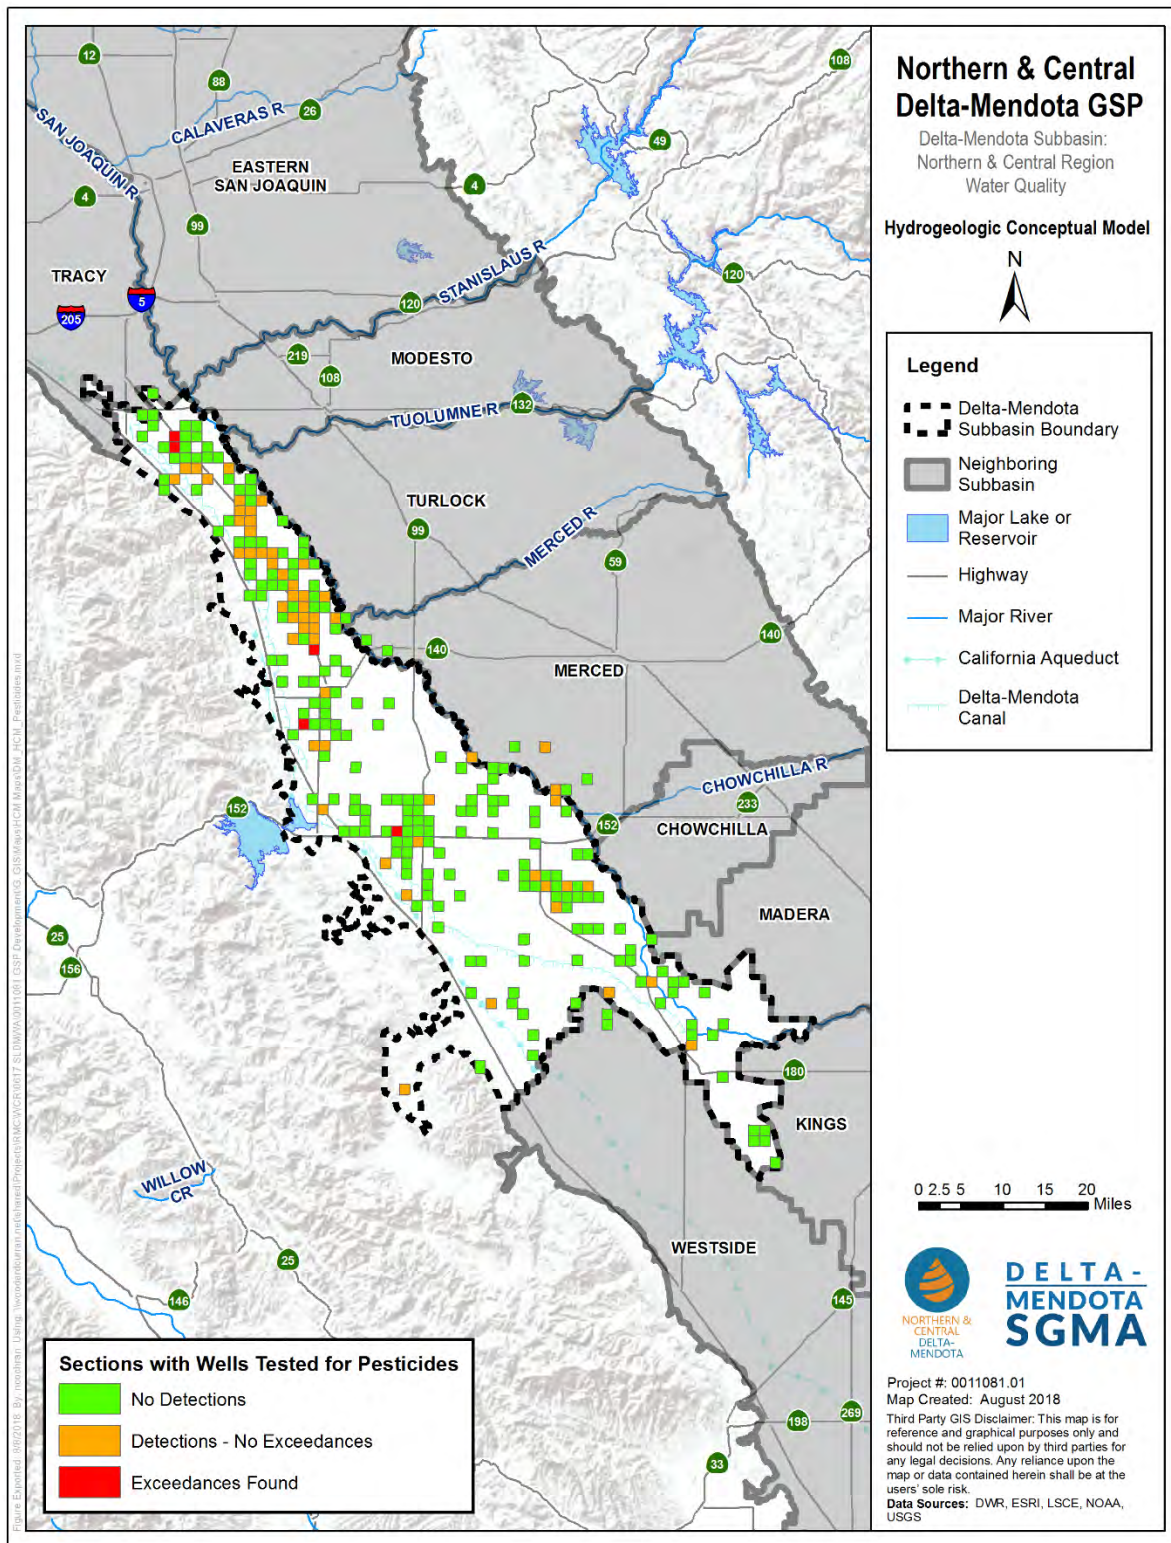 Northern & Central
Delta-Mendota GSP
Delta-Mendota Subbasin:
Northern & Central Region
Water Quality
Hydrogeologic Conceptual Model
N
Legend
Delta-Mendota
Subbasin Boundary
Neighboring
Subbasin
Major Lake or
Reservoir
Highway
Major River
California Aqueduct
Delta-Mendota
Canal
0 2.5 5 10 15 20
Miles
NORTHERN &
CENTRAL
DELTA-
MENDOTA
DELTA-
MENDOTA
SGMA
Project #: 0011081.01
Map Created: August 2018
Third Party GIS Disclaimer: This map is for
reference and graphical purposes only and
should not be relied upon by third parties for
any legal decisions. Any reliance upon the
map or data contained herein shall be at the
users' sole risk.
Data Sources: DWR, ESRI, LSCE, NOAA,
USGS
12
88
26
108
CALAVERAS R
SAN JOAQUIN R
49
EASTERN
SAN JOAQUIN
4
4
99
STANISLAUS R
TRACY
120
5
205
120
219
MODESTO
108
TUOLUMNE R
132
TURLOCK
99
MERCED R
59
140
140
MERCED
CHOWCHILLA R
233
152
152
CHOWCHILLA
MADERA
25
156
180
KINGS
WILLOW
CR
WESTSIDE
25
146
145
198
269
33
Sections with Wells Tested for Pesticides
No Detections
Detections - No Exceedances
Exceedances Found